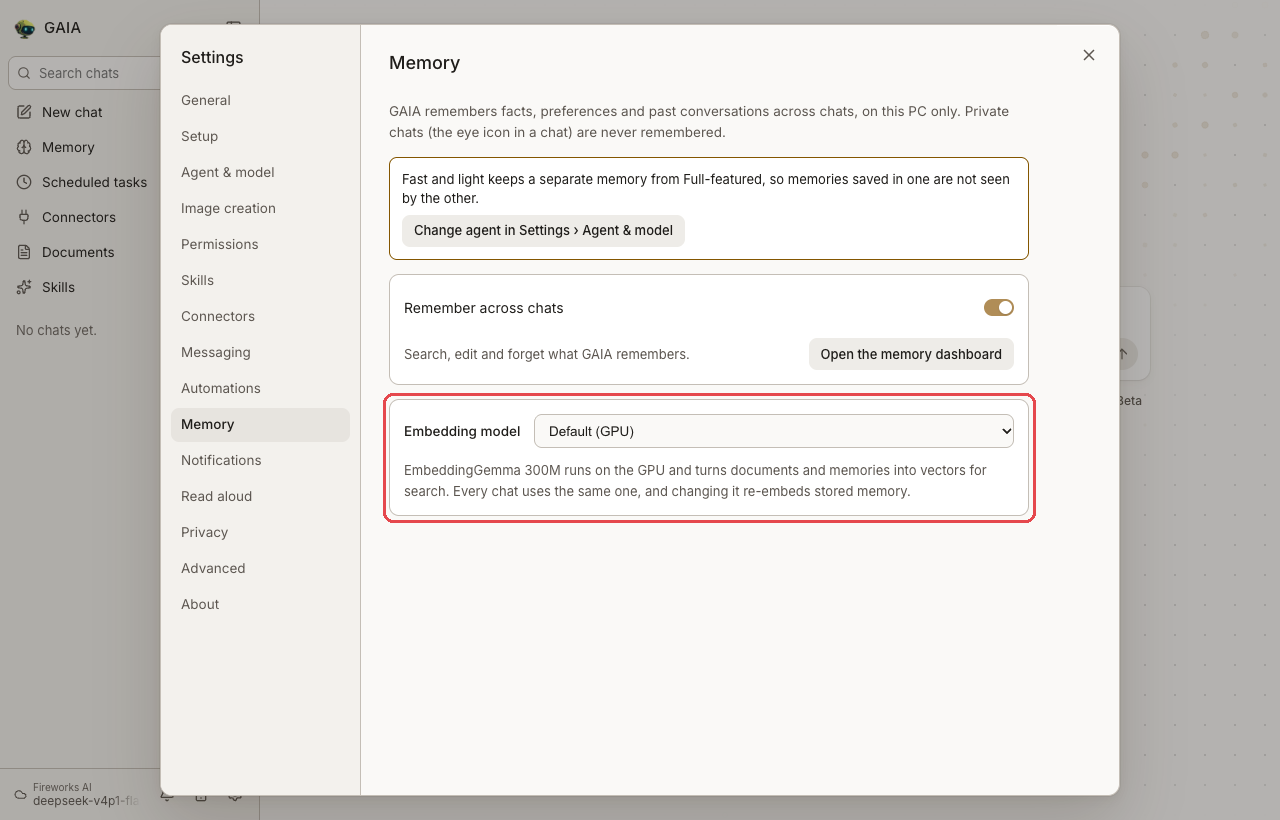 GAIA
Search chats
New chat
Memory
Scheduled tasks
Connectors
Documents
Skills
No chats yet.
Fireworks AI
deepseek-v4p1-fla
Settings
General
Setup
Agent & model
Image creation
Permissions
Skills
Connectors
Messaging
Automations
Memory
Notifications
Read aloud
Privacy
Advanced
About
Memory
GAIA remembers facts, preferences and past conversations across chats, on this PC only. Private
chats (the eye icon in a chat) are never remembered.
Fast and light keeps a separate memory from Full-featured, so memories saved in one are not seen
by the other.
Change agent in Settings › Agent & model
Remember across chats
Search, edit and forget what GAIA remembers.
Open the memory dashboard
Embedding model
Default (GPU)
EmbeddingGemma 300M runs on the GPU and turns documents and memories into vectors for
search. Every chat uses the same one, and changing it re-embeds stored memory.
Beta